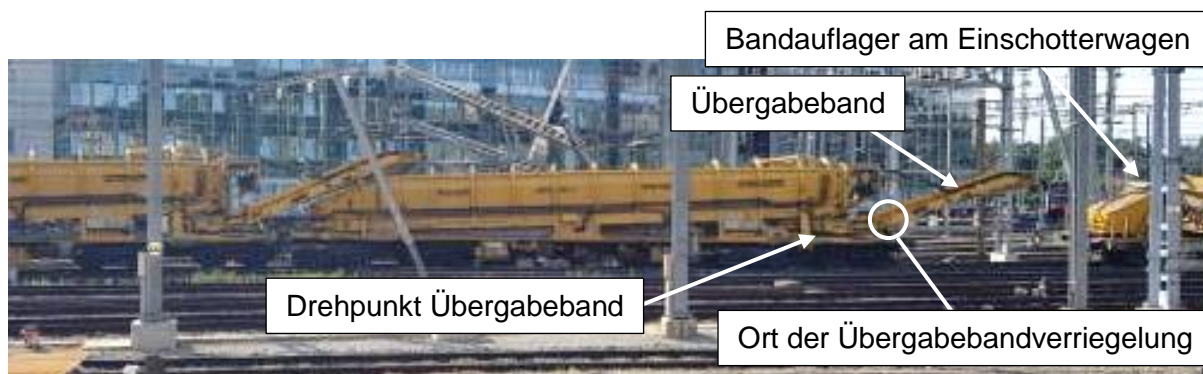 Bandauflager am Einschotterwagen
Übergabeband
Drehpunkt Übergabeband
Ort der Übergabebandverriegelung